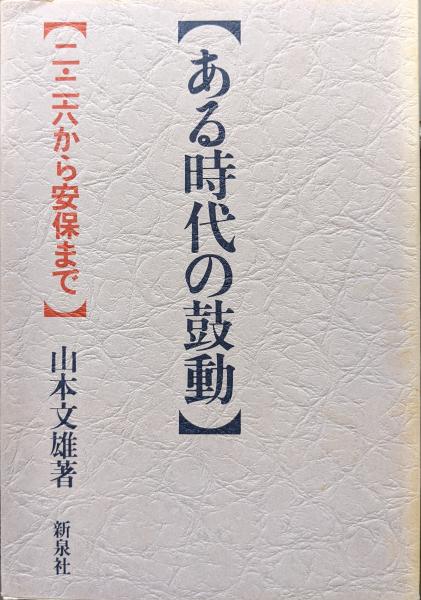 【ある時代の鼓動】
【二・二六から安保まで】
山本文雄著
新泉社